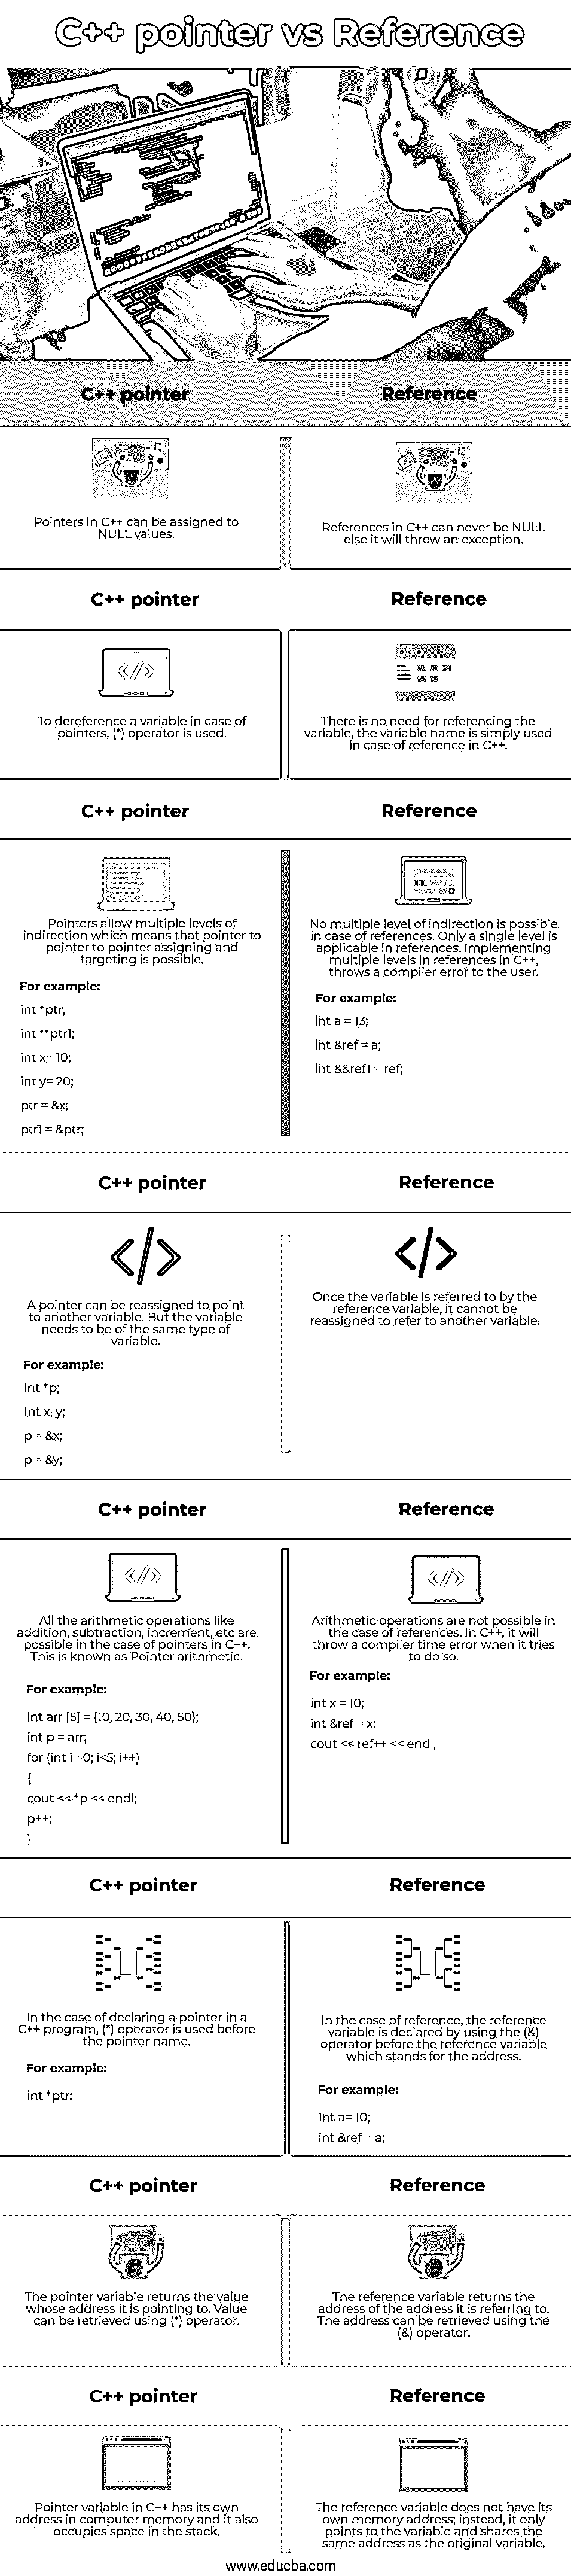 C++ pointer vs Reference
C++ pointer
Reference
Pointers in C++ can be assigned to
NULL values.
References in C++ can never be NULL
else it will throw an exception.
C++ pointer
Reference
To dereference a variable in case of
pointers, (*) operator is used.
There is no need for referencing the
variable, the variable name is simply used
in case of reference in C++.
C++ pointer
Reference
Pointers allow multiple levels of
indirection which means that pointer to
pointer to pointer assigning and
targeting is possible.
For example:
int *ptr,
int **ptr1;
int x= 10;
int y= 20;
ptr = &x;
ptr1 = &ptr;
No multiple level of indirection is possible
in case of references. Only a single level is
applicable in references. Implementing
multiple levels in references in C++,
throws a compiler error to the user.
For example:
int a = 13;
int &ref = a;
int &&ref1 = ref;
C++ pointer
Reference
A pointer can be reassigned to point
to another variable. But the variable
needs to be of the same type of
variable.
For example:
int *p;
Int x, y;
p = &x;
p = &y;
Once the variable is referred to by the
reference variable, it cannot be
reassigned to refer to another variable.
C++ pointer
Reference
All the arithmetic operations like
addition, subtraction, increment, etc are
possible in the case of pointers in C++.
This is known as Pointer arithmetic.
For example:
int arr [5] = {10, 20, 30, 40, 50};
int p = arr;
for (int i =0; i<5; i++)
{
cout << *p << endl;
p++;
}
Arithmetic operations are not possible in
the case of references. In C++, it will
throw a compiler time error when it tries
to do so.
For example:
int x = 10;
int &ref = x;
cout << ref++ << endl;
C++ pointer
Reference
In the case of declaring a pointer in a
C++ program, (*) operator is used before
the pointer name.
For example:
int *ptr;
In the case of reference, the reference
variable is declared by using the (&)
operator before the reference variable
which stands for the address.
For example:
Int a= 10;
int &ref = a;
C++ pointer
Reference
The pointer variable returns the value
whose address it is pointing to. Value
can be retrieved using (*) operator.
The reference variable returns the
address of the address it is referring to.
The address can be retrieved using the
(&) operator.
C++ pointer
Reference
Pointer variable in C++ has its own
address in computer memory and it also
occupies space in the stack.
The reference variable does not have its
own memory address; instead, it only
points to the variable and shares the
same address as the original variable.
www.educba.com